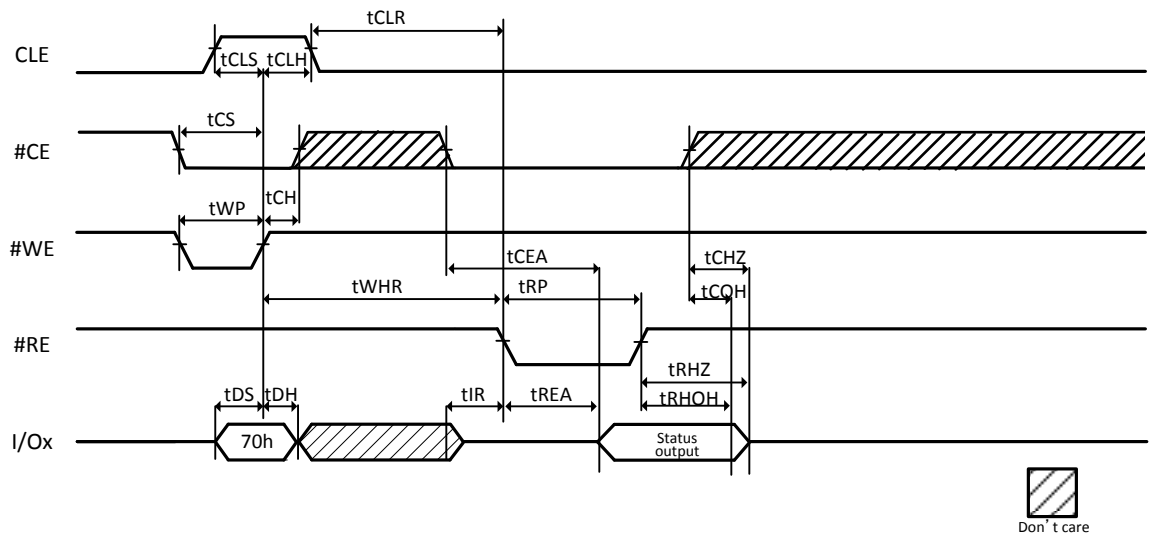 tCLR
CLE
tCLS tCLH
tCS
#CE
tCH
tWP
#WE
tCEA
tCHZ
tWHR
tRP
tCOH
#RE
tRHZ
tDS tDH
tIR
tREA
tRHOH
I/Ox
70h
Status
output
Don't care